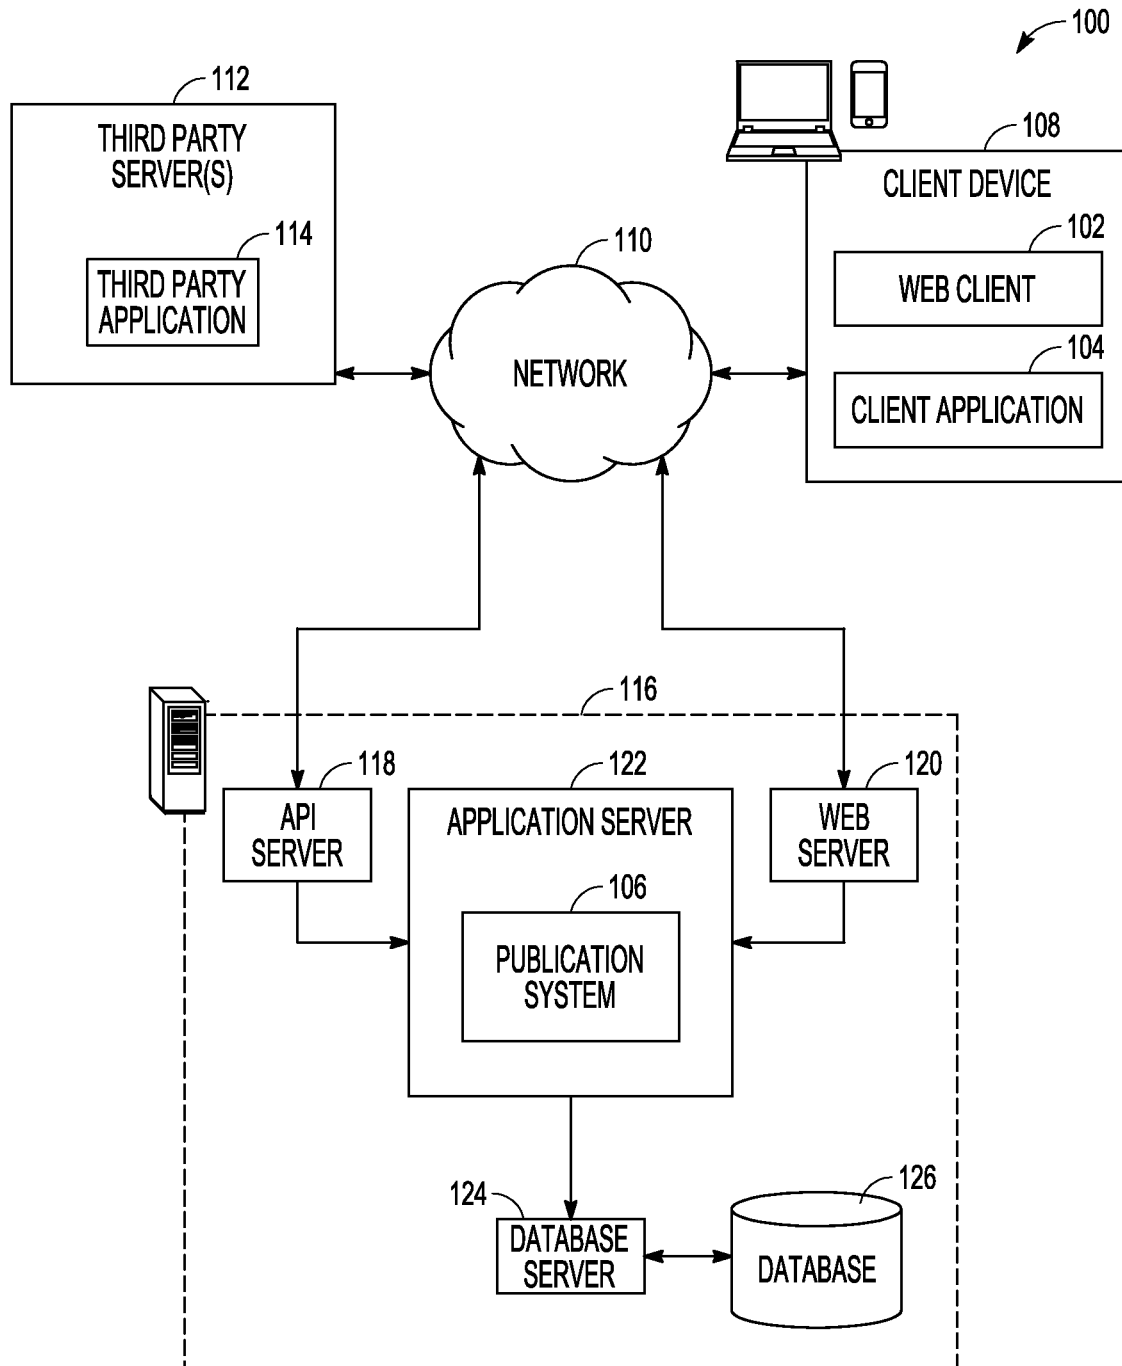 100
112
THIRD PARTY
SERVER(S)
114
THIRD PARTY
APPLICATION
110
NETWORK
108
CLIENT DEVICE
102
WEB CLIENT
104
CLIENT APPLICATION
116
118
API
SERVER
122
APPLICATION SERVER
106
PUBLICATION
SYSTEM
120
WEB
SERVER
124
DATABASE
SERVER
126
DATABASE